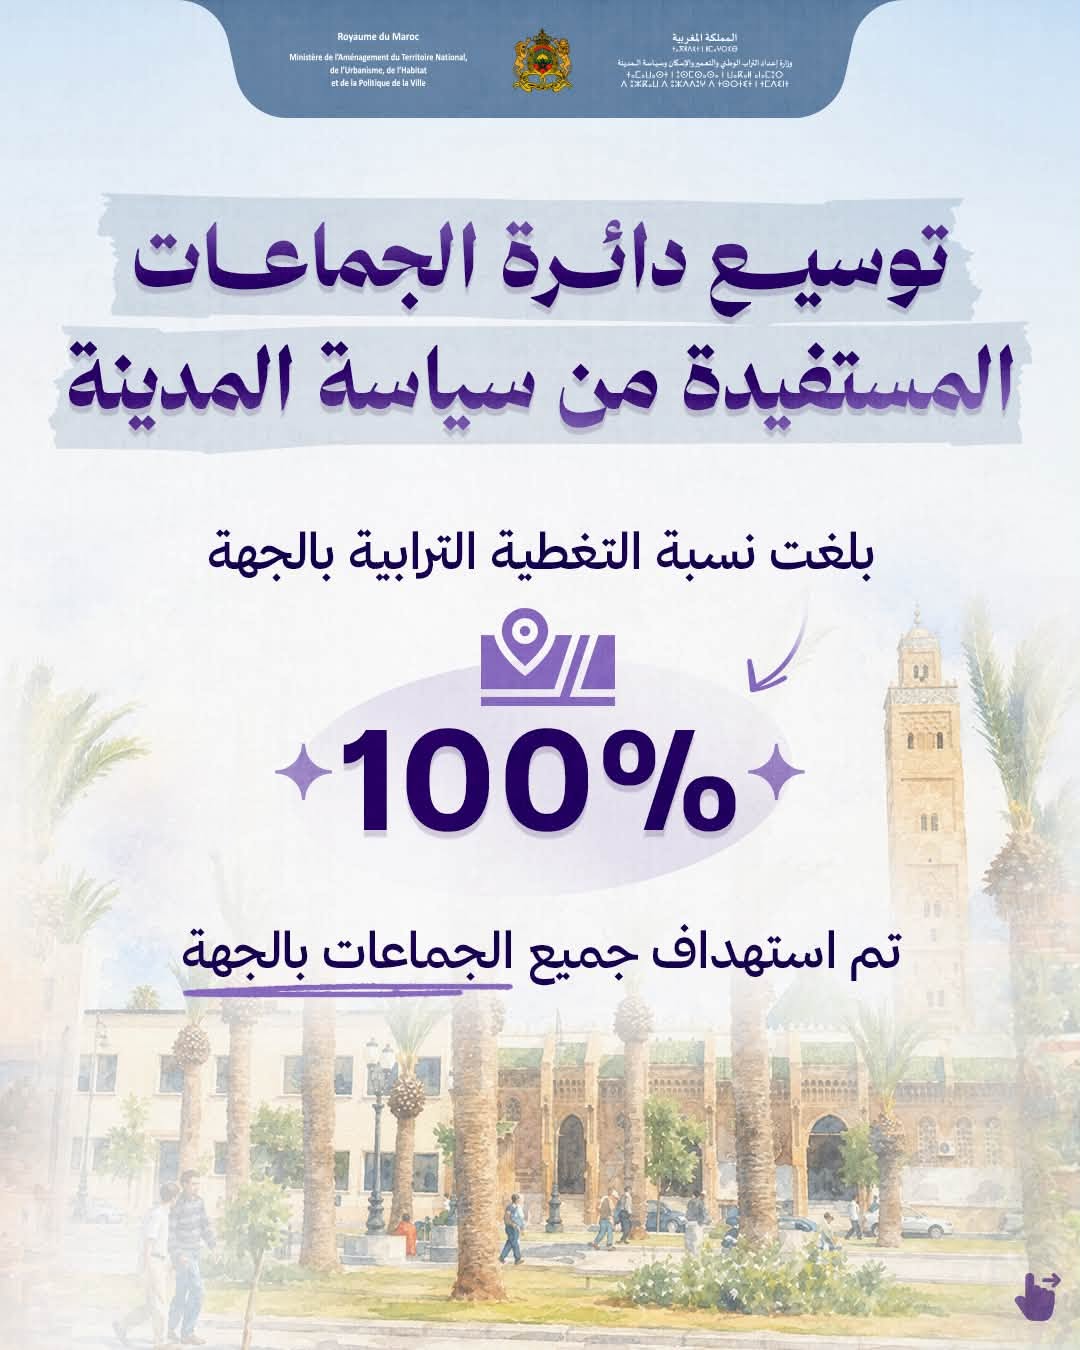 Royaume du Maroc
Ministère de l'Aménagement du Territoire National,
de l'Urbanisme, de l'Habitat
et de la Politique de la Ville
المملكة المغربية
وزارة إعداد التراب الوطني والتعمير والإسكان وسياسة المدينة
توسيع دائرة الجماعات
المستفيدة من سياسة المدينة
بلغت نسبة التغطية الترابية بالجهة
100%
تم استهداف جميع الجماعات بالجهة